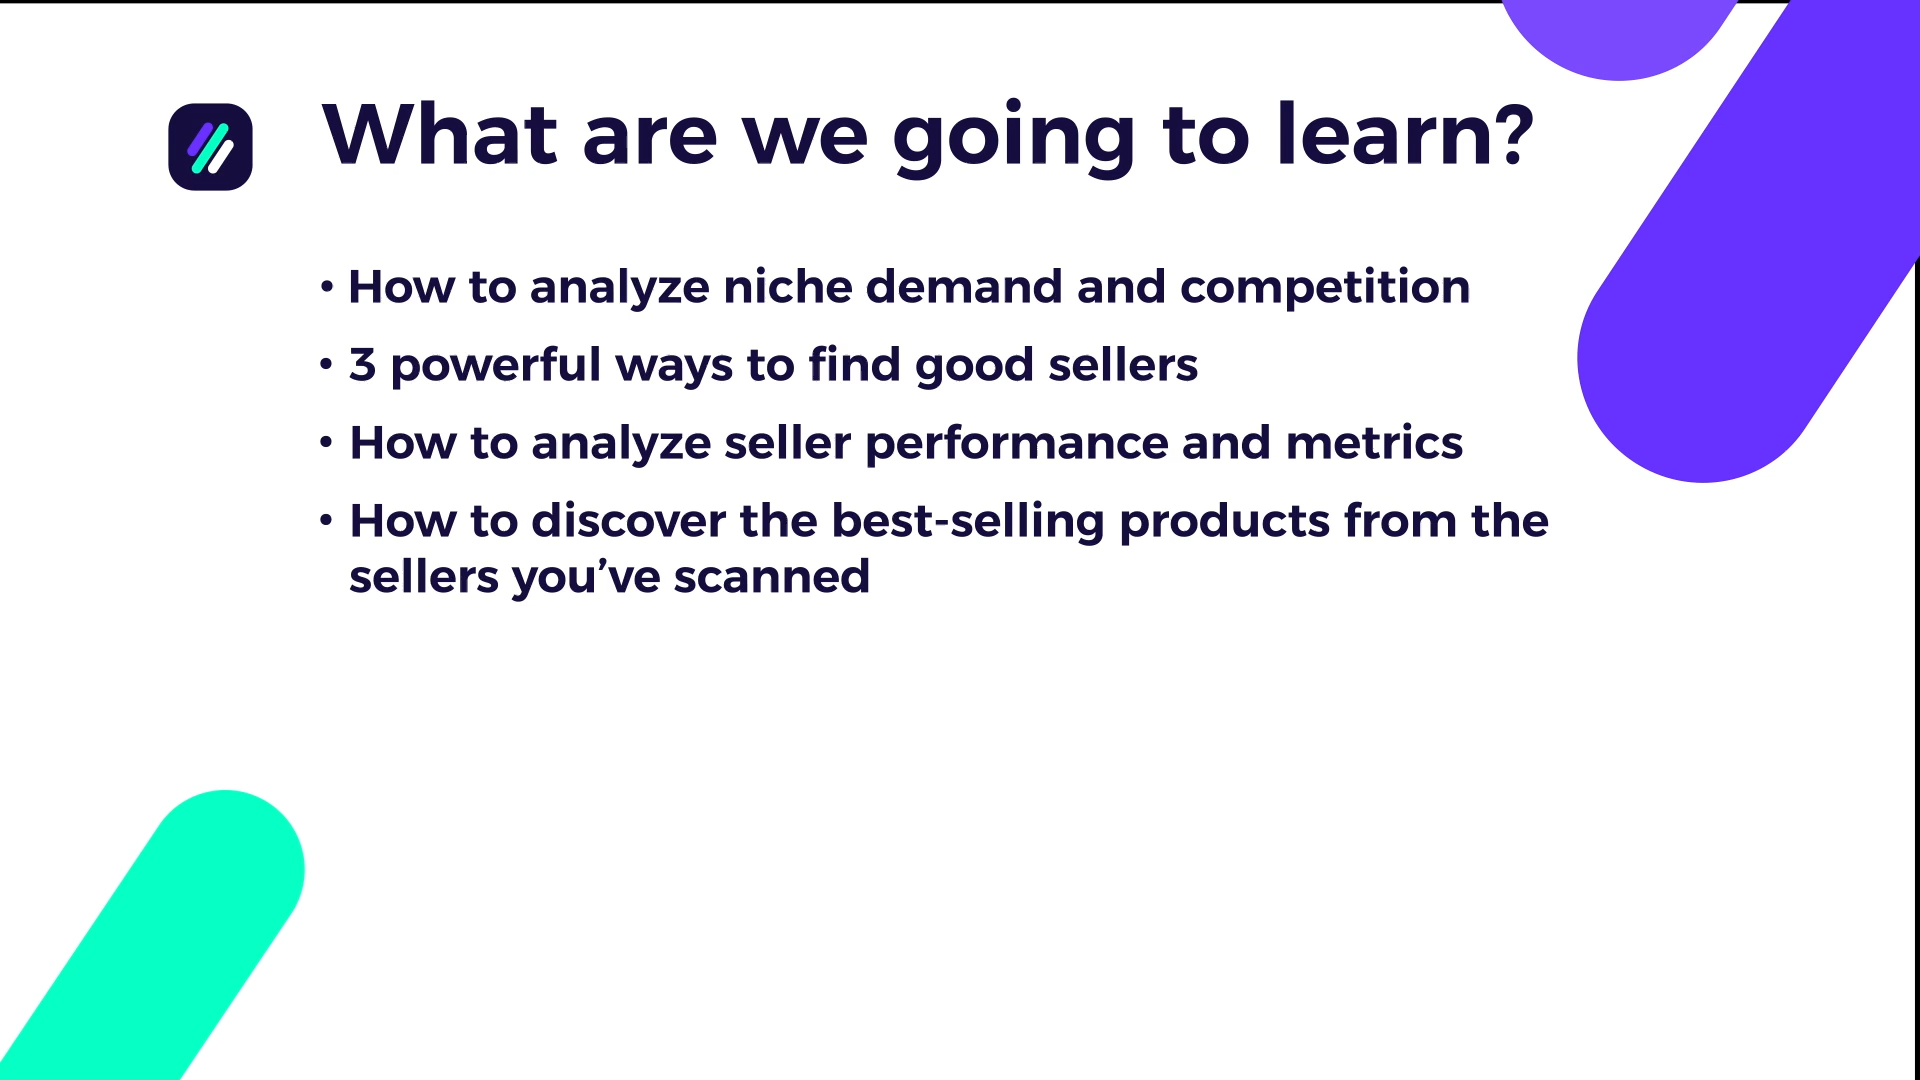 What are we going to learn?
• How to analyze niche demand and competition
• 3 powerful ways to find good sellers
• How to analyze seller performance and metrics
• How to discover the best-selling products from the
sellers you’ve scanned